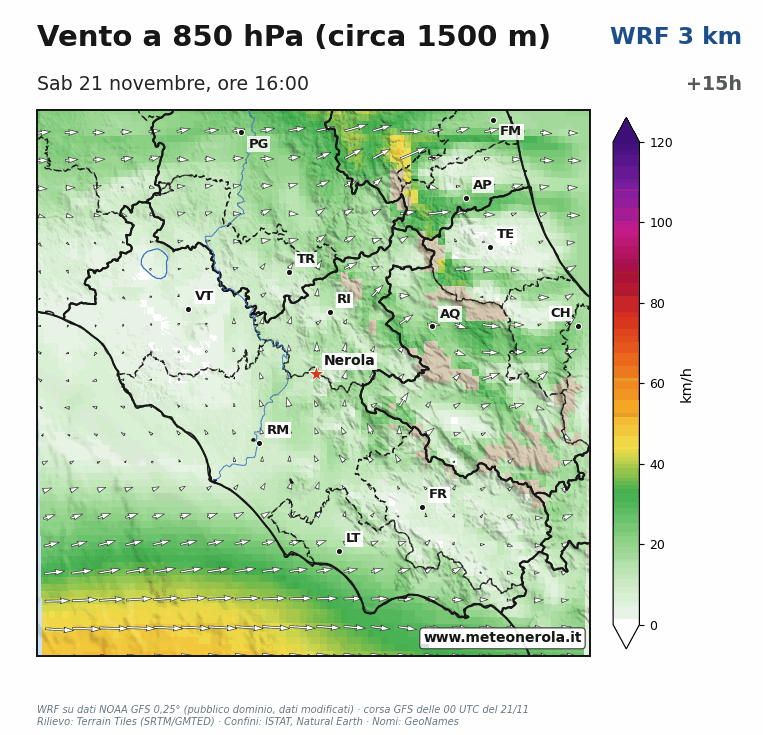 Vento a 850 hPa (circa 1500 m)
WRF 3 km
Sab 21 novembre, ore 16:00
+15h
FM
PG
AP
TE
TR
RI
VT
AQ
CH
Nerola
RM
FR
LT
www.meteonerola.it
120
100
80
60
40
20
0
km/h
WRF su dati NOAA GFS 0,25° (pubblico dominio, dati modificati) · corsa GFS delle 00 UTC del 21/11
Rilievo: Terrain Tiles (SRTM/GMTED) · Confini: ISTAT, Natural Earth · Nomi: GeoNames